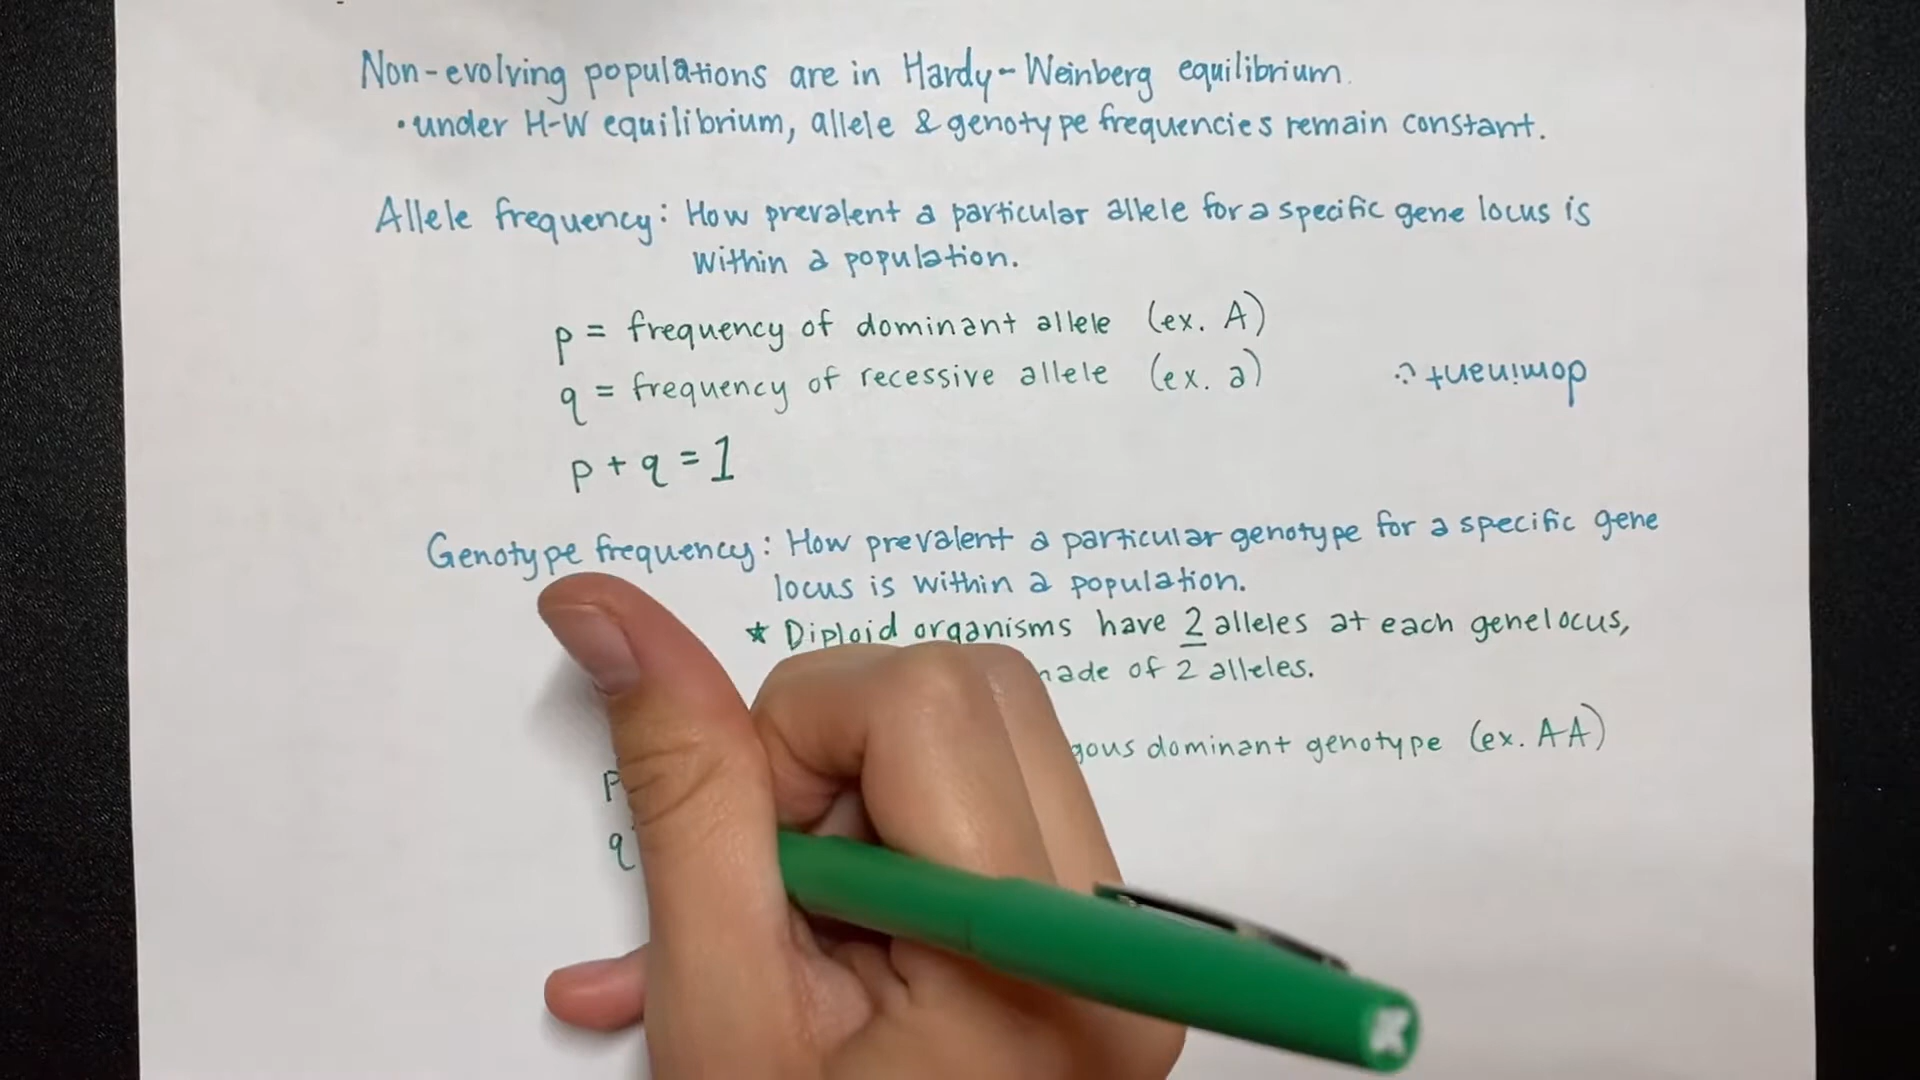 Non-evolving populations are in Hardy-Weinberg equilibrium.
• under H-W equilibrium, allele & genotype frequencies remain constant.
Allele frequency: How prevalent a particular allele for a specific gene locus is
within a population.
p = frequency of dominant allele (ex. A)
q = frequency of recessive allele (ex. a)
dominant :)
p + q = 1
Genotype frequency: How prevalent a particular genotype for a specific gene
locus is within a population.
* Diploid organisms have 2 alleles at each gene locus,
of 2 alleles.
dominant genotype (ex. AA)
p
q